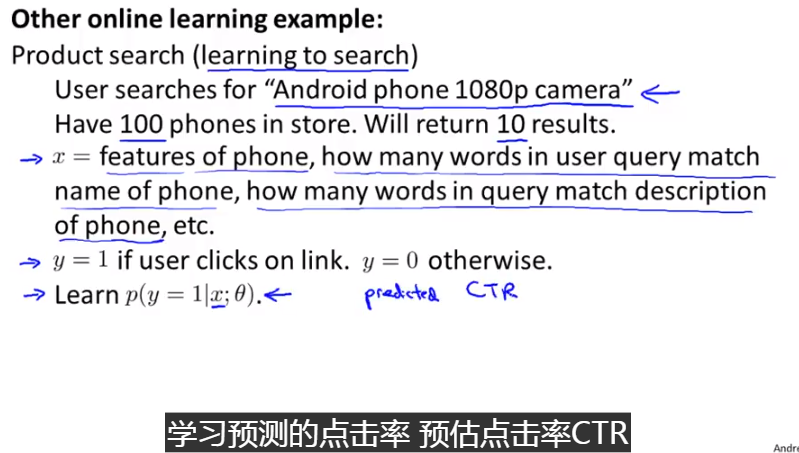 Other online learning example:
Product search (learning to search)
User searches for “Android phone 1080p camera”
Have 100 phones in store. Will return 10 results.
x = features of phone, how many words in user query match
name of phone, how many words in query match description
of phone, etc.
y = 1 if user clicks on link. y = 0 otherwise.
Learn p(y = 1|x; θ). predicted CTR
学习预测的点击率 预估点击率CTR
Andre